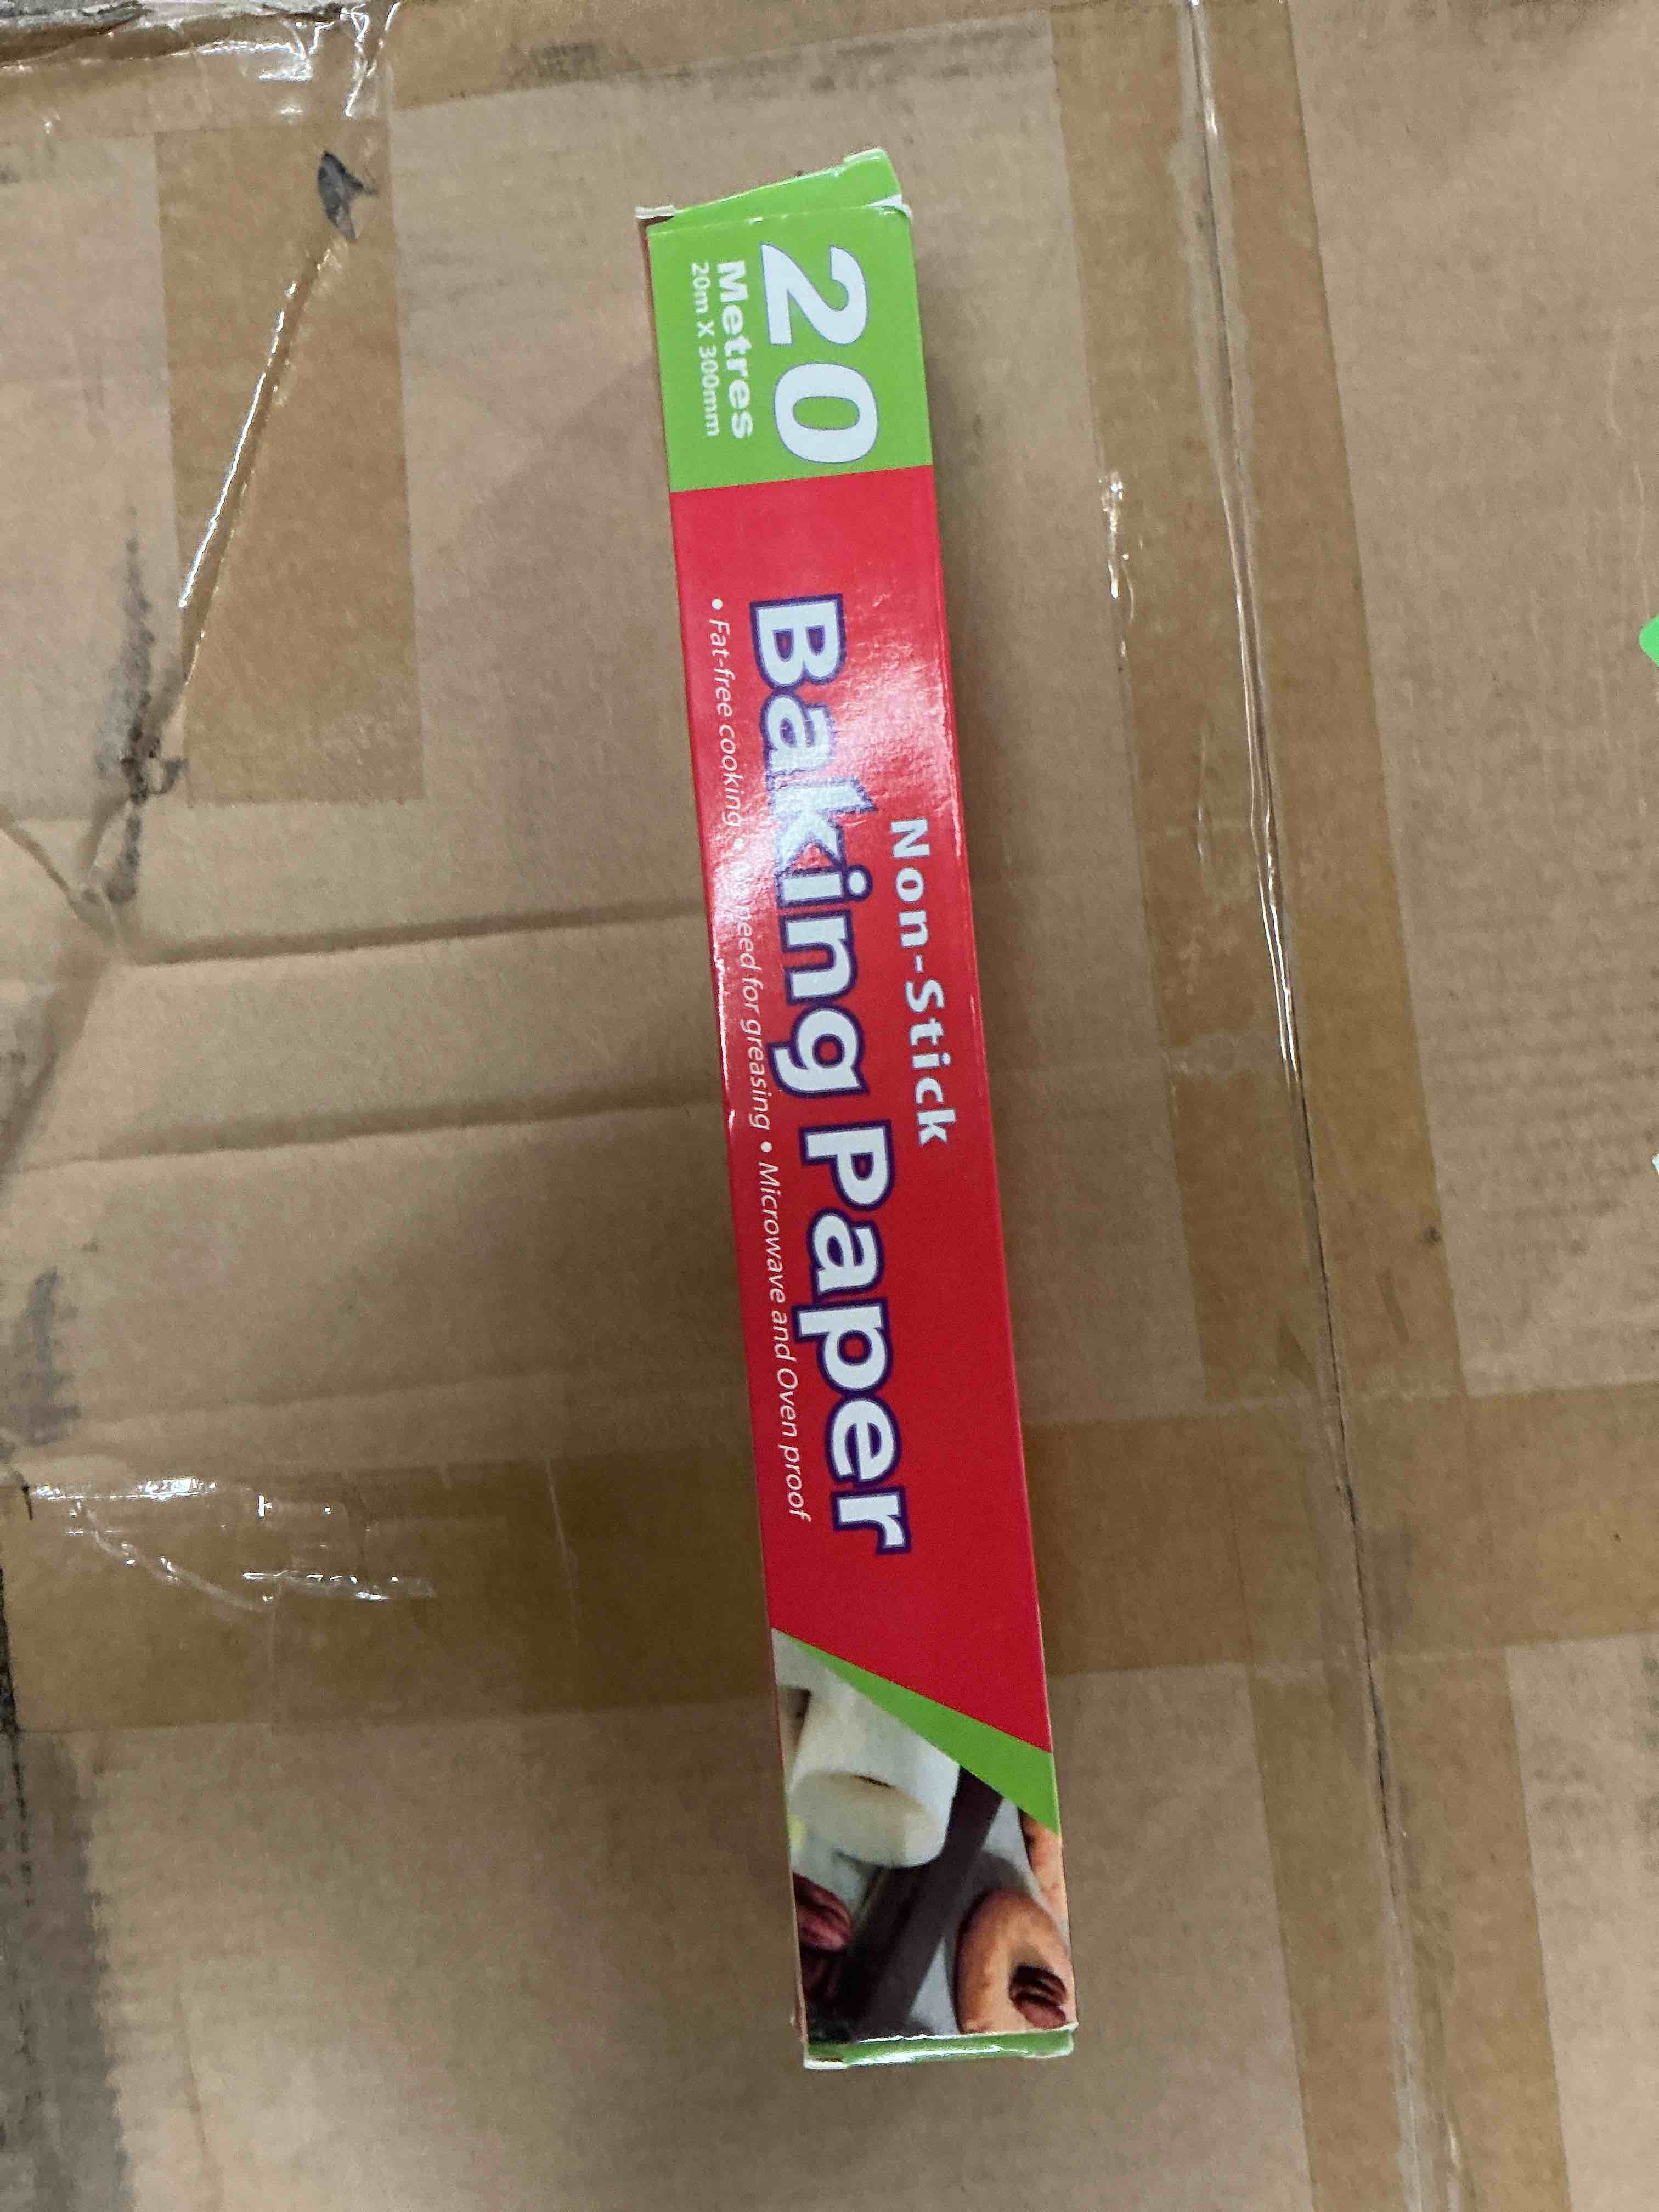 20
Metres
20m X 300mm
Non-Stick
Baking Paper
• Fat-free cooking • No need for greasing • Microwave and Oven proof